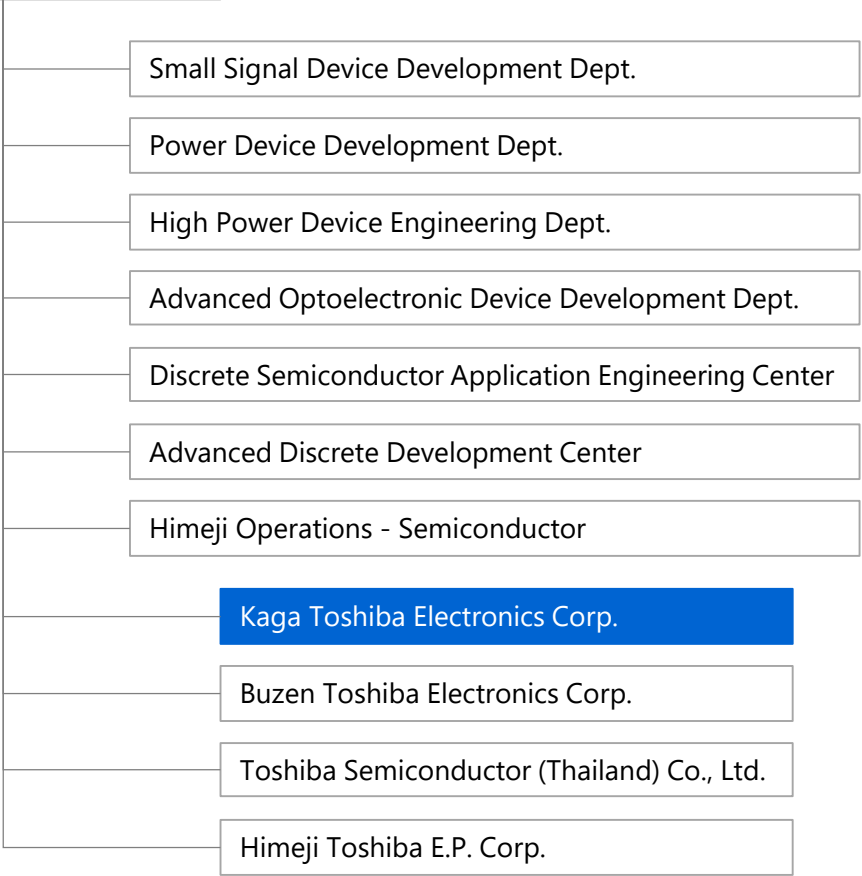 Small Signal Device Development Dept.
Power Device Development Dept.
High Power Device Engineering Dept.
Advanced Optoelectronic Device Development Dept.
Discrete Semiconductor Application Engineering Center
Advanced Discrete Development Center
Himeji Operations - Semiconductor
Kaga Toshiba Electronics Corp.
Buzen Toshiba Electronics Corp.
Toshiba Semiconductor (Thailand) Co., Ltd.
Himeji Toshiba E.P. Corp.